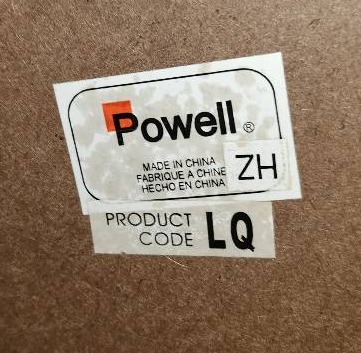 Powell®
MADE IN CHINA
FABRIQUE A CHINE
HECHO EN CHINA
ZH
PRODUCT
CODE LQ